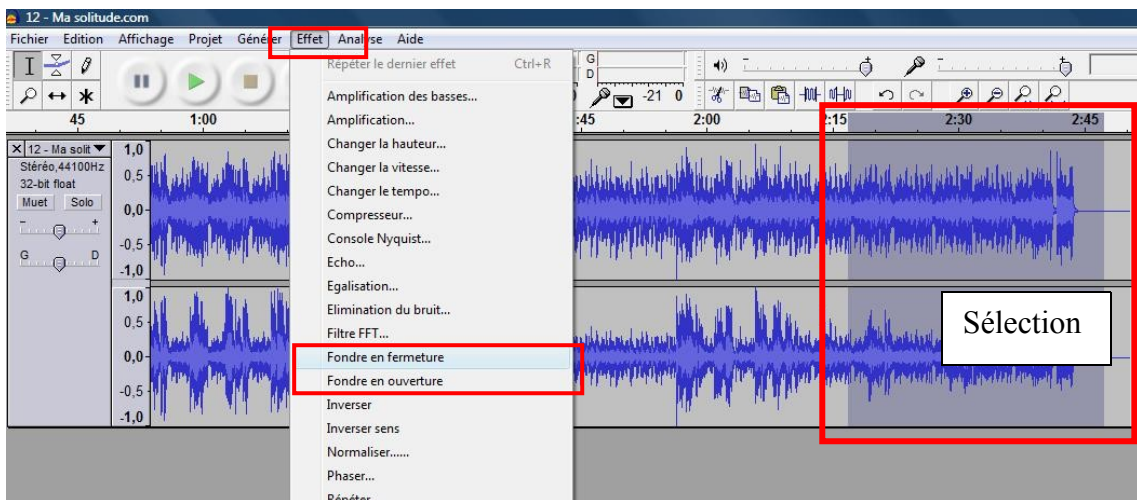 12 - Ma solitude.com
Fichier Edition Affichage Projet Générer Effet Analyse Aide
Répéter le dernier effet Ctrl+R
G
D
-21 0
45 1:00 :45 2:00 2:15 2:30 2:45
Amplification des basses...
Amplification...
Changer la hauteur...
Changer la vitesse...
Changer le tempo...
Compresseur...
Console Nyquist...
Echo...
Egalisation...
Elimination du bruit...
Filtre FFT...
Fondre en fermeture
Fondre en ouverture
Inverser
Inverser sens
Normaliser......
Phaser...
Répéter
12 - Ma solit
Stéréo,44100Hz
32-bit float
Muet Solo
- +
G D
1,0
0,5
0,0
-0,5
-1,0
1,0
0,5
0,0
-0,5
-1,0
Sélection